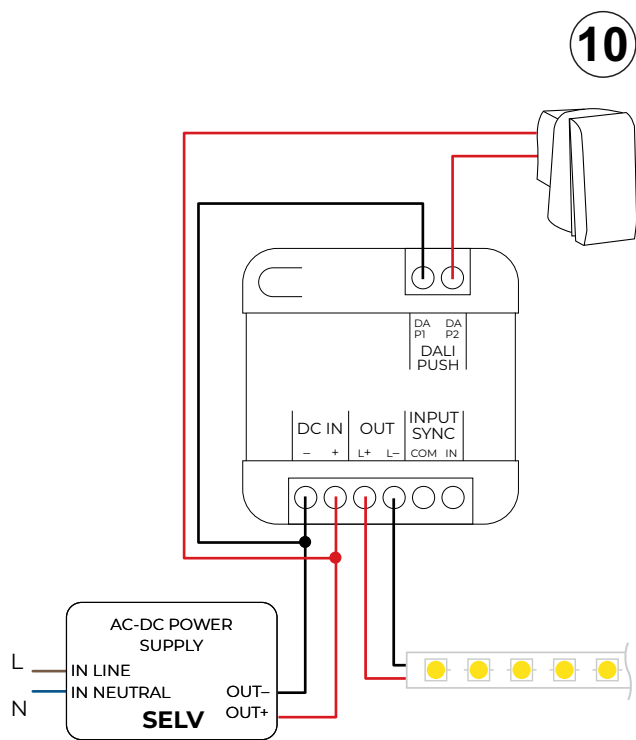 10
DA DA
P1 P2
DALI
PUSH
DC IN OUT INPUT
SYNC
– + L+ L– COM IN
AC-DC POWER
SUPPLY
L
IN LINE
N
IN NEUTRAL
OUT–
SELV
OUT+